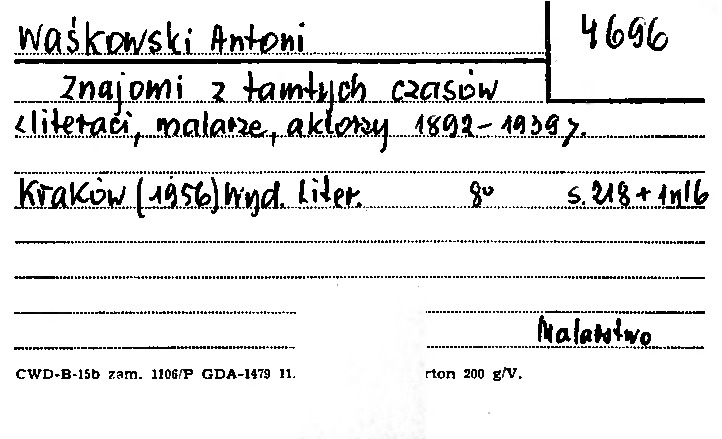 Waśkowski Antoni
4696
Znajomi z tamtych czasów
<literaci, malarze, aktorzy 1892-1939>.
Kraków (1956) Wyd. Liter. 8° s. 218 + 1nlb
Malarstwo
CWD-B-15b zam. 1106/P GDA-1479 11. rton 200 g/V.